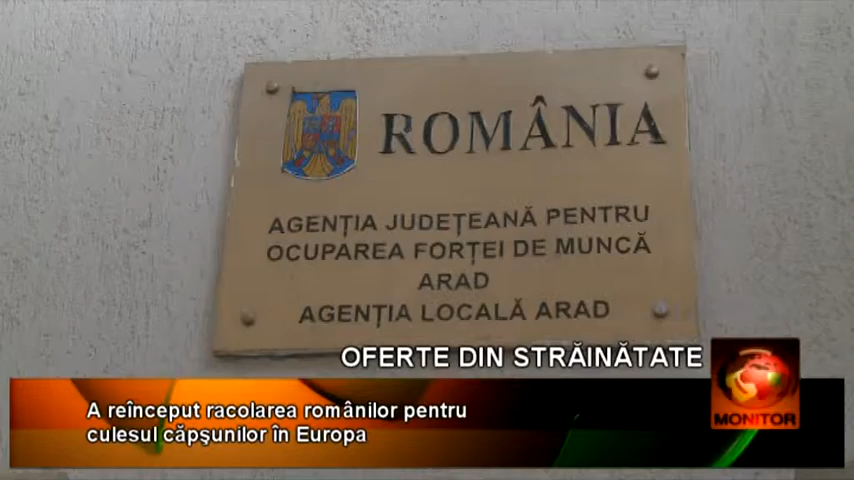 ROMÂNIA
AGENȚIA JUDEȚEANĂ PENTRU
OCUPAREA FORȚEI DE MUNCĂ
ARAD
AGENȚIA LOCALĂ ARAD
OFERTE DIN STRĂINĂTATE
A reînceput racolarea românilor pentru
culesul căpşunilor în Europa
MONITOR